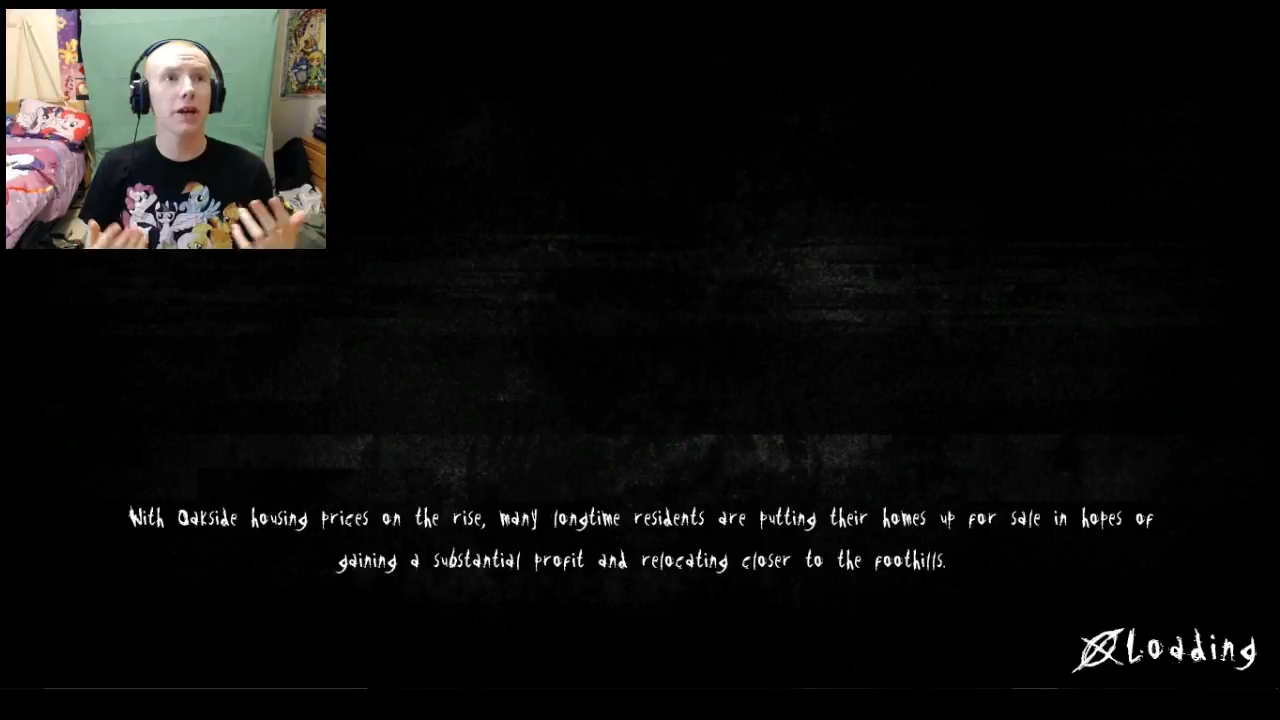 With Oakside housing prices on the rise, many longtime residents are putting their homes up for sale in hopes of
gaining a substantial profit and relocating closer to the foothills.
Loading